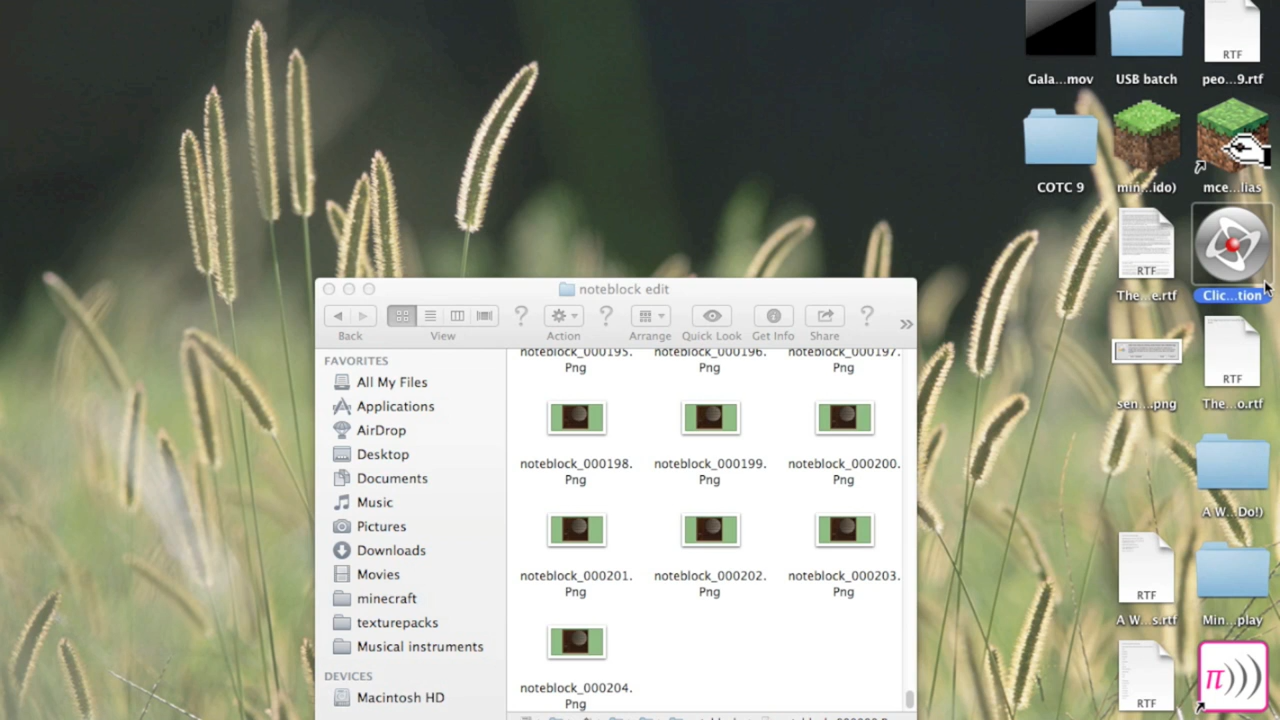 RTF
Gala...mov
USB batch
peo...9.rtf
COTC 9
min...ido)
mce...lias
RTF
The...e.rtf
Clic...tion
RTF
sen...png
The...o.rtf
A W...Do!)
RTF
A W...s.rtf
Min...play
RTF
π
noteblock edit
Back
View
Action
Arrange
Quick Look
Get Info
Share
FAVORITES
All My Files
Applications
AirDrop
Desktop
Documents
Music
Pictures
Downloads
Movies
minecraft
texturepacks
Musical instruments
DEVICES
Macintosh HD
noteblock_000195.
Png
noteblock_000196.
Png
noteblock_000197.
Png
noteblock_000198.
Png
noteblock_000199.
Png
noteblock_000200.
Png
noteblock_000201.
Png
noteblock_000202.
Png
noteblock_000203.
Png
noteblock_000204.
Png